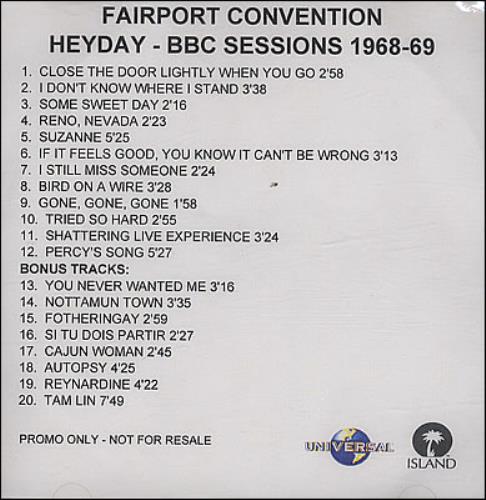 FAIRPORT CONVENTION
HEYDAY - BBC SESSIONS 1968-69
1. CLOSE THE DOOR LIGHTLY WHEN YOU GO 2'58
2. I DON'T KNOW WHERE I STAND 3'38
3. SOME SWEET DAY 2'16
4. RENO, NEVADA 2'23
5. SUZANNE 5'25
6. IF IT FEELS GOOD, YOU KNOW IT CAN'T BE WRONG 3'13
7. I STILL MISS SOMEONE 2'24
8. BIRD ON A WIRE 3'28
9. GONE, GONE, GONE 1'58
10. TRIED SO HARD 2'55
11. SHATTERING LIVE EXPERIENCE 3'24
12. PERCY'S SONG 5'27
BONUS TRACKS:
13. YOU NEVER WANTED ME 3'16
14. NOTTAMUN TOWN 3'35
15. FOTHERINGAY 2'59
16. SI TU DOIS PARTIR 2'27
17. CAJUN WOMAN 2'45
18. AUTOPSY 4'25
19. REYNARDINE 4'22
20. TAM LIN 7'49
PROMO ONLY - NOT FOR RESALE
UNIVERSAL
ISLAND